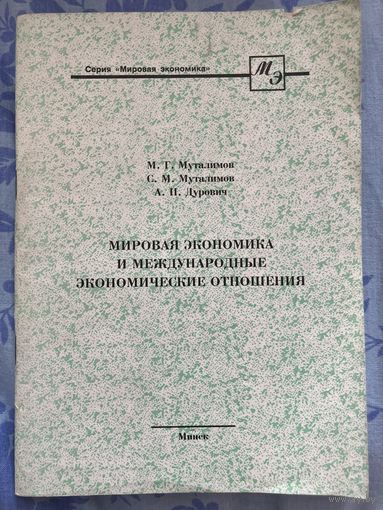 Серия «Мировая экономика»
МЭ
М. Г. Муталимов
С. М. Муталимов
А. П. Дурович
МИРОВАЯ ЭКОНОМИКА
И МЕЖДУНАРОДНЫЕ
ЭКОНОМИЧЕСКИЕ ОТНОШЕНИЯ
Минск